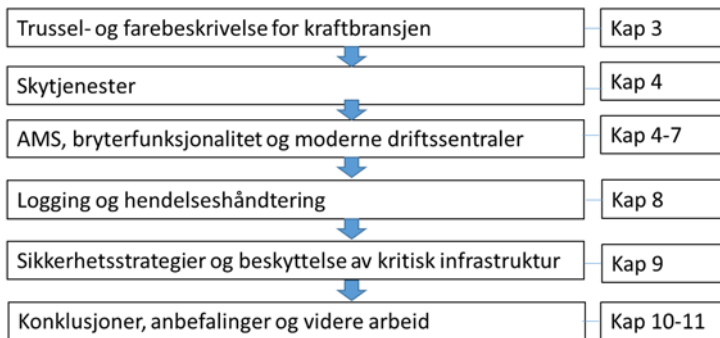 Trussel- og farebeskrivelse for kraftbransjen Kap 3
Skytjenester Kap 4
AMS, bryterfunksjonalitet og moderne driftssentraler Kap 4-7
Logging og hendelseshåndtering Kap 8
Sikkerhetsstrategier og beskyttelse av kritisk infrastruktur Kap 9
Konklusjoner, anbefalinger og videre arbeid Kap 10-11